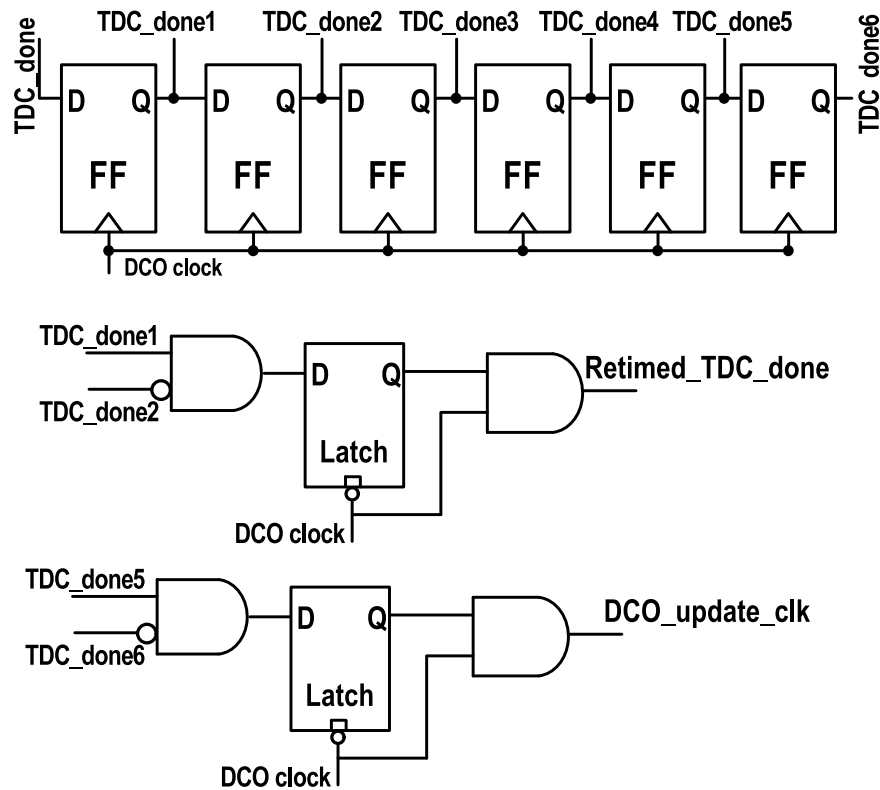 TDC_done1 TDC_done2 TDC_done3 TDC_done4 TDC_done5
TDC_done
TDC_done6
D Q D Q D Q D Q D Q D Q
FF FF FF FF FF FF
DCO clock
TDC_done1
TDC_done2
D Q
Latch
DCO clock
Retimed_TDC_done
TDC_done5
TDC_done6
D Q
Latch
DCO clock
DCO_update_clk